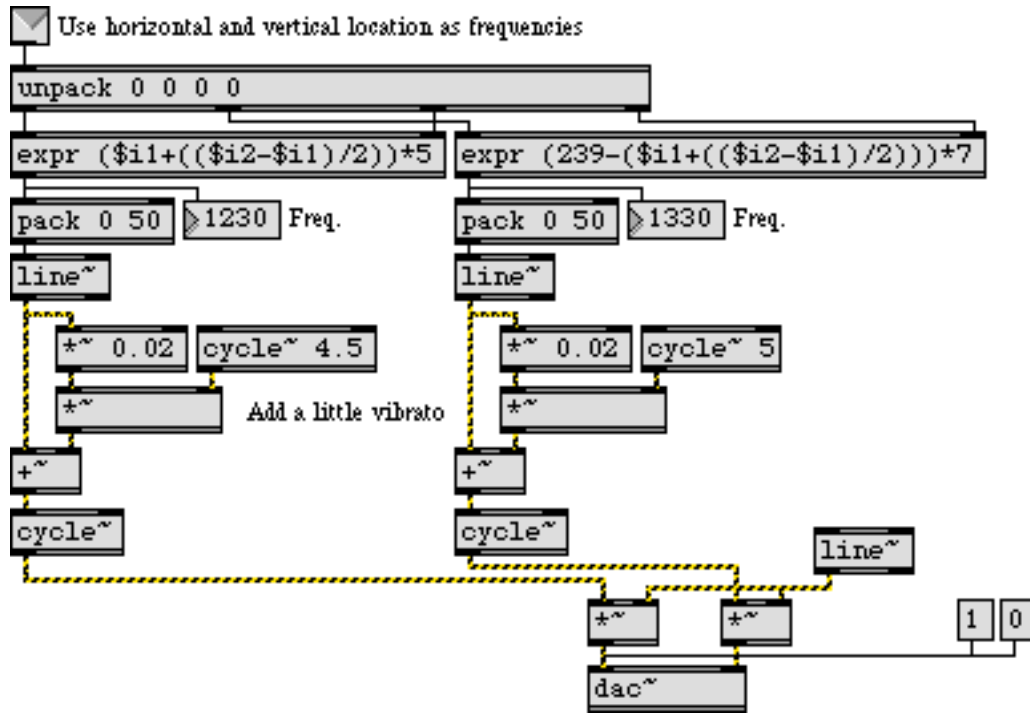 Use horizontal and vertical location as frequencies
unpack 0 0 0 0
expr ($i1+(($i2-$i1)/2))*5
expr (239-($i1+(($i2-$i1)/2)))*7
pack 0 50
1230
Freq.
pack 0 50
1330
Freq.
line~
line~
*~ 0.02
cycle~ 4.5
*~ 0.02
cycle~ 5
*~
Add a little vibrato
*~
+~
+~
cycle~
cycle~
line~
*~
*~
1
0
dac~